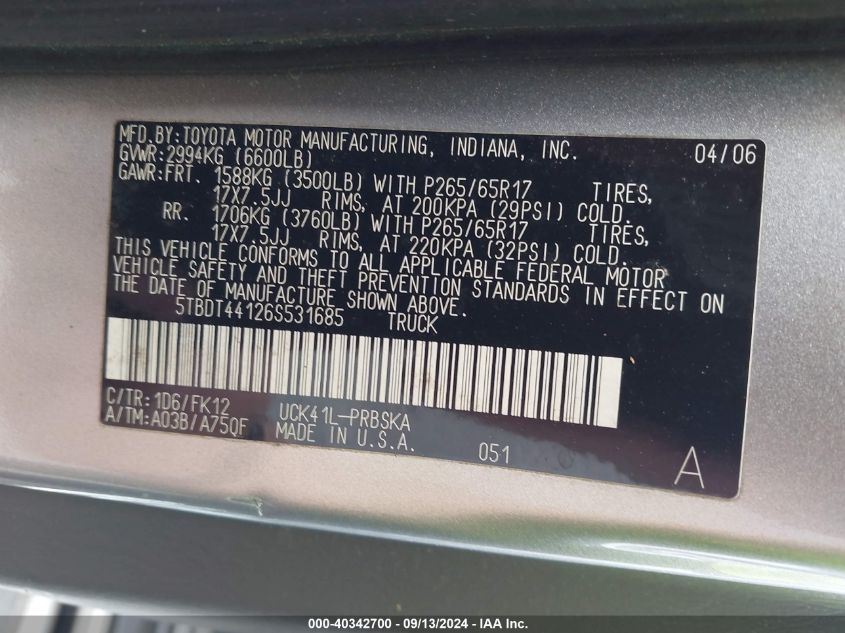 MFD.BY:TOYOTA MOTOR MANUFACTURING, INDIANA, INC. 04/06
GVWR:2994KG (6600LB)
GAWR:FRT. 1588KG (3500LB) WITH P265/65R17 TIRES,
17X7.5JJ RIMS, AT 200KPA (29PSI) COLD.
RR. 1706KG (3760LB) WITH P265/65R17 TIRES,
17X7.5JJ RIMS, AT 220KPA (32PSI) COLD.
THIS VEHICLE CONFORMS TO ALL APPLICABLE FEDERAL MOTOR
VEHICLE SAFETY AND THEFT PREVENTION STANDARDS IN EFFECT ON
THE DATE OF MANUFACTURE SHOWN ABOVE.
5TBDT44126S531685 TRUCK
C/TR:1D6/FK12 UCK41L-PRBSKA
A/TM:A03B/A750F MADE IN U.S.A. 051 A
000-40342700 - 09/13/2024 - IAA Inc.